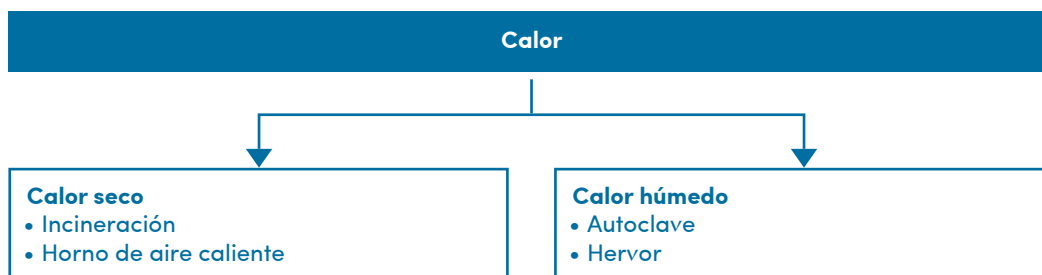 Calor
Calor seco
• Incineración
• Horno de aire caliente
Calor húmedo
• Autoclave
• Hervor